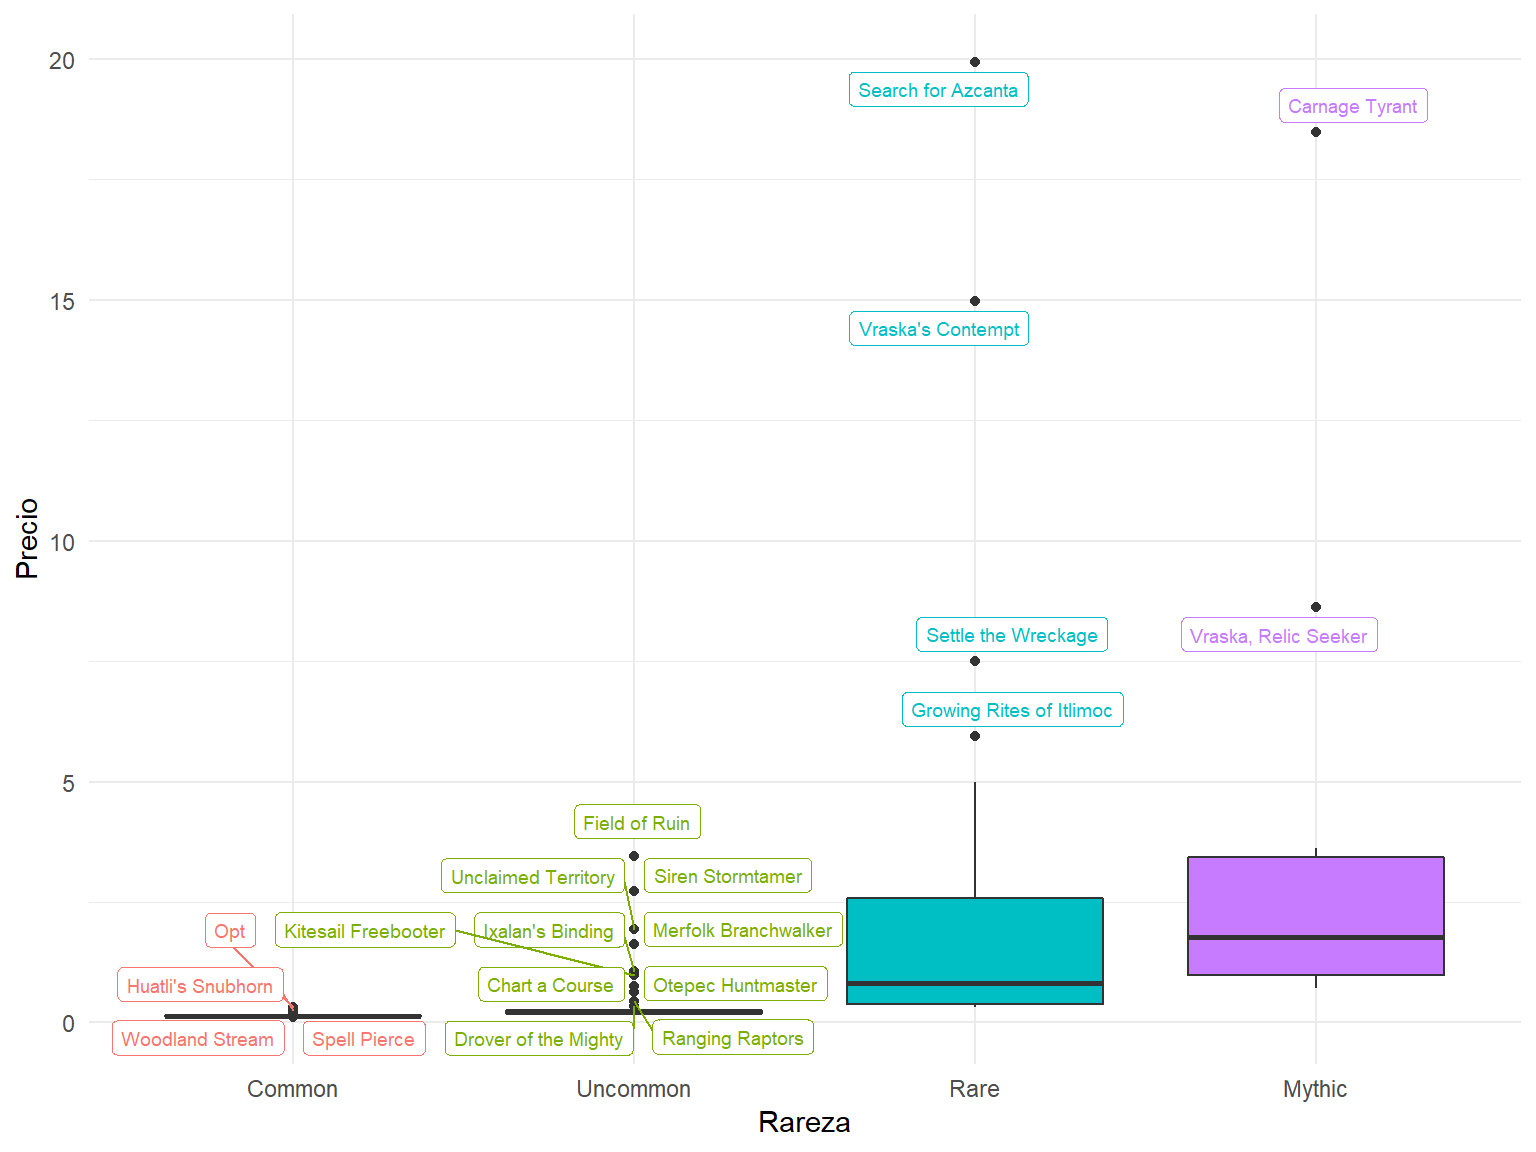 20
Search for Azcanta
Carnage Tyrant
15
Vraska's Contempt
10
Precio
Settle the Wreckage
Vraska, Relic Seeker
Growing Rites of Itlimoc
5
Field of Ruin
Unclaimed Territory
Siren Stormtamer
Opt
Kitesail Freebooter
Ixalan's Binding
Merfolk Branchwalker
Huatli's Snubhorn
Chart a Course
Otepec Huntmaster
0
Woodland Stream
Spell Pierce
Drover of the Mighty
Ranging Raptors
Common
Uncommon
Rare
Mythic
Rareza